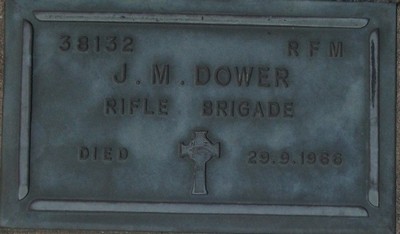 38132 RFM
J. M. DOWER
RIFLE BRIGADE
DIED 29.9.1966